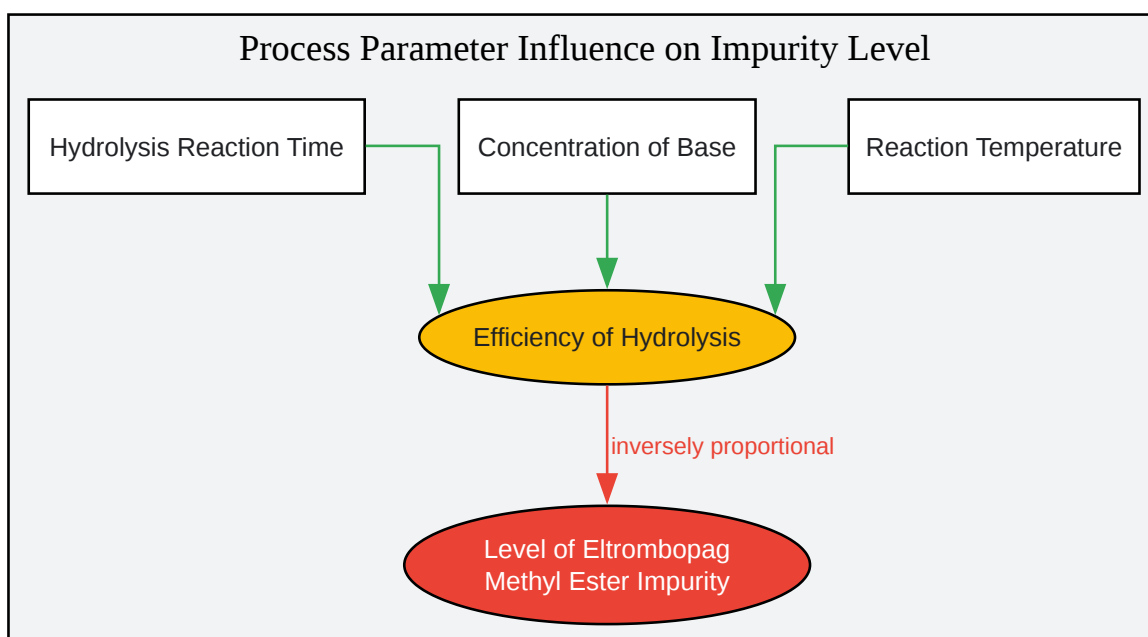 Process Parameter Influence on Impurity Level
Hydrolysis Reaction Time
Concentration of Base
Reaction Temperature
Efficiency of Hydrolysis
inversely proportional
Level of Eltrombopag
Methyl Ester Impurity